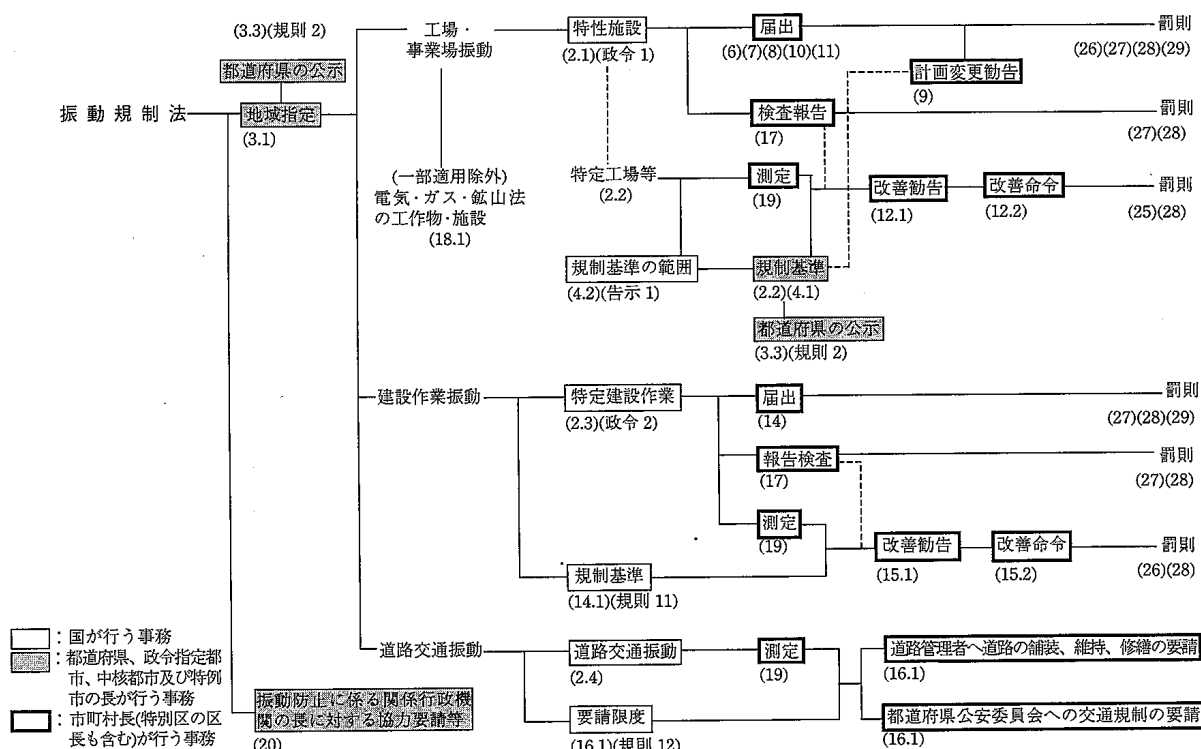 (3.3)(規則 2)
都道府県の公示
振動規制法
地域指定
(3.1)
工場・
事業場振動
特性施設
(2.1)(政令 1)
届出
(6)(7)(8)(10)(11)
罰則
(26)(27)(28)(29)
計画変更勧告
(9)
検査報告
(17)
罰則
(27)(28)
(一部適用除外)
電気・ガス・鉱山法
の工作物・施設
(18.1)
特定工場等
(2.2)
測定
(19)
改善勧告
(12.1)
改善命令
(12.2)
罰則
(25)(28)
規制基準の範囲
(4.2)(告示 1)
規制基準
(2.2)(4.1)
都道府県の公示
(3.3)(規則 2)
建設作業振動
特定建設作業
(2.3)(政令 2)
届出
(14)
罰則
(27)(28)(29)
報告検査
(17)
罰則
(27)(28)
測定
(19)
改善勧告
(15.1)
改善命令
(15.2)
罰則
(26)(28)
規制基準
(14.1)(規則 11)
道路交通振動
道路交通振動
(2.4)
測定
(19)
道路管理者へ道路の舗装、維持、修繕の要請
(16.1)
要請限度
(16.1)(規則 12)
都道府県公安委員会への交通規制の要請
(16.1)
振動防止に係る関係行政機
関の長に対する協力要請等
(20)
：国が行う事務
：都道府県、政令指定都
市、中核都市及び特例
市の長が行う事務
：市町村長(特別区の区
長も含む)が行う事務